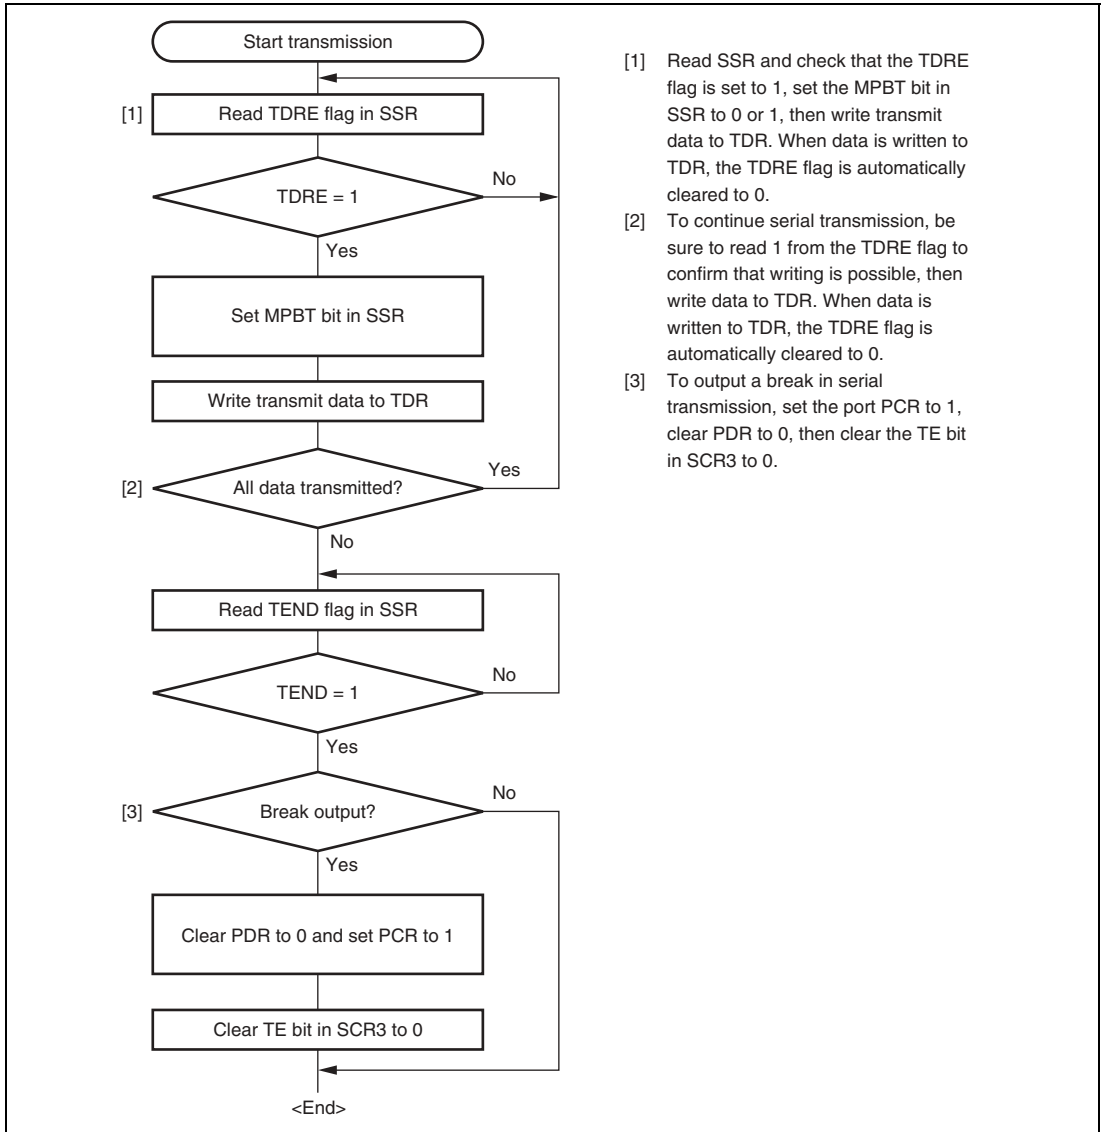 Start transmission
[1]
Read TDRE flag in SSR
TDRE = 1
No
Yes
Set MPBT bit in SSR
Write transmit data to TDR
[2]
All data transmitted?
Yes
No
Read TEND flag in SSR
TEND = 1
No
Yes
[3]
Break output?
No
Yes
Clear PDR to 0 and set PCR to 1
Clear TE bit in SCR3 to 0
<End>
[1] Read SSR and check that the TDRE
flag is set to 1, set the MPBT bit in
SSR to 0 or 1, then write transmit
data to TDR. When data is written to
TDR, the TDRE flag is automatically
cleared to 0.
[2] To continue serial transmission, be
sure to read 1 from the TDRE flag to
confirm that writing is possible, then
write data to TDR. When data is
written to TDR, the TDRE flag is
automatically cleared to 0.
[3] To output a break in serial
transmission, set the port PCR to 1,
clear PDR to 0, then clear the TE bit
in SCR3 to 0.